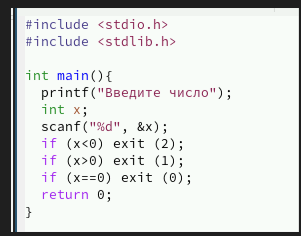 #include <stdio.h>
#include <stdlib.h>

int main(){
  printf("Введите число");
  int x;
  scanf("%d", &x);
  if (x<0) exit (2);
  if (x>0) exit (1);
  if (x==0) exit (0);
  return 0;
}